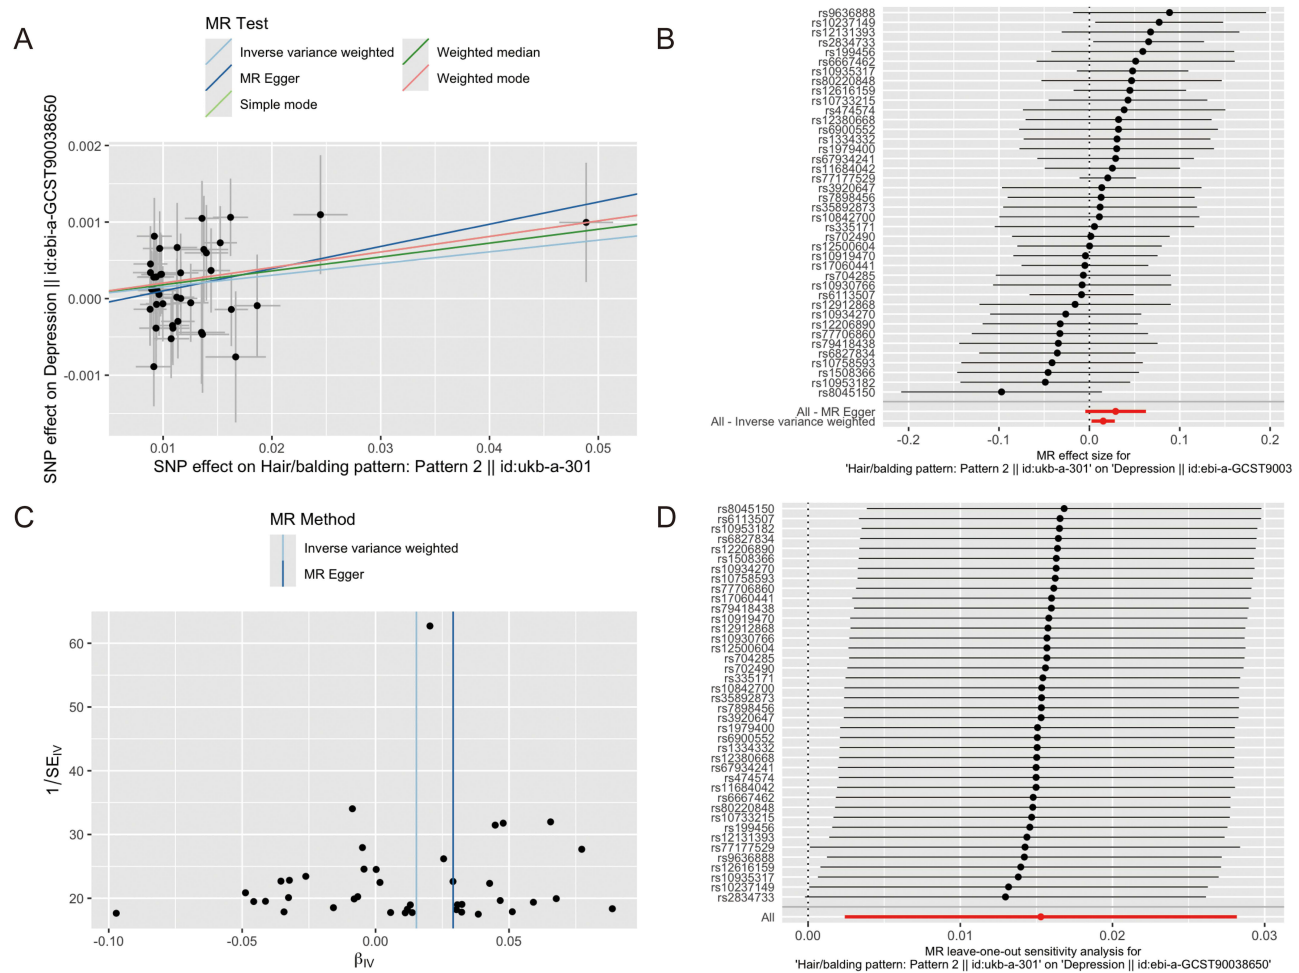 A
MR Test
Inverse variance weighted
MR Egger
Simple mode
Weighted median
Weighted mode
SNP effect on Depression || id:ebi-a-GCST90038650
0.002
0.001
0.000
-0.001
0.01
0.02
0.03
0.04
0.05
SNP effect on Hair/balding pattern: Pattern 2 || id:ukb-a-301
B
rs9636888
rs10237149
rs12131393
rs2834733
rs199456
rs6667462
rs10935317
rs80220848
rs12616159
rs10733215
rs474574
rs12380668
rs6900552
rs1334332
rs1979400
rs67934241
rs11684042
rs77177529
rs3920647
rs7898456
rs35892873
rs10842700
rs335171
rs702490
rs12500604
rs10919470
rs17060441
rs704285
rs10930766
rs6113507
rs12912868
rs10934270
rs12206890
rs77706860
rs79418438
rs6827834
rs10758593
rs1508366
rs10953182
rs8045150
All - MR Egger
All - Inverse variance weighted
-0.2
-0.1
0.0
0.1
0.2
MR effect size for
'Hair/balding pattern: Pattern 2 || id:ukb-a-301' on 'Depression || id:ebi-a-GCST9003
C
MR Method
Inverse variance weighted
MR Egger
1/SEIV
60
50
40
30
20
-0.10
-0.05
0.00
0.05
βIV
D
rs8045150
rs6113507
rs10953182
rs6827834
rs12206890
rs1508366
rs10934270
rs10758593
rs77706860
rs17060441
rs79418438
rs10919470
rs12912868
rs10930766
rs12500604
rs704285
rs702490
rs335171
rs10842700
rs35892873
rs7898456
rs3920647
rs1979400
rs6900552
rs1334332
rs12380668
rs67934241
rs474574
rs11684042
rs6667462
rs80220848
rs10733215
rs199456
rs12131393
rs77177529
rs9636888
rs12616159
rs10935317
rs10237149
rs2834733
All
0.00
0.01
0.02
0.03
MR leave-one-out sensitivity analysis for
'Hair/balding pattern: Pattern 2 || id:ukb-a-301' on 'Depression || id:ebi-a-GCST90038650'